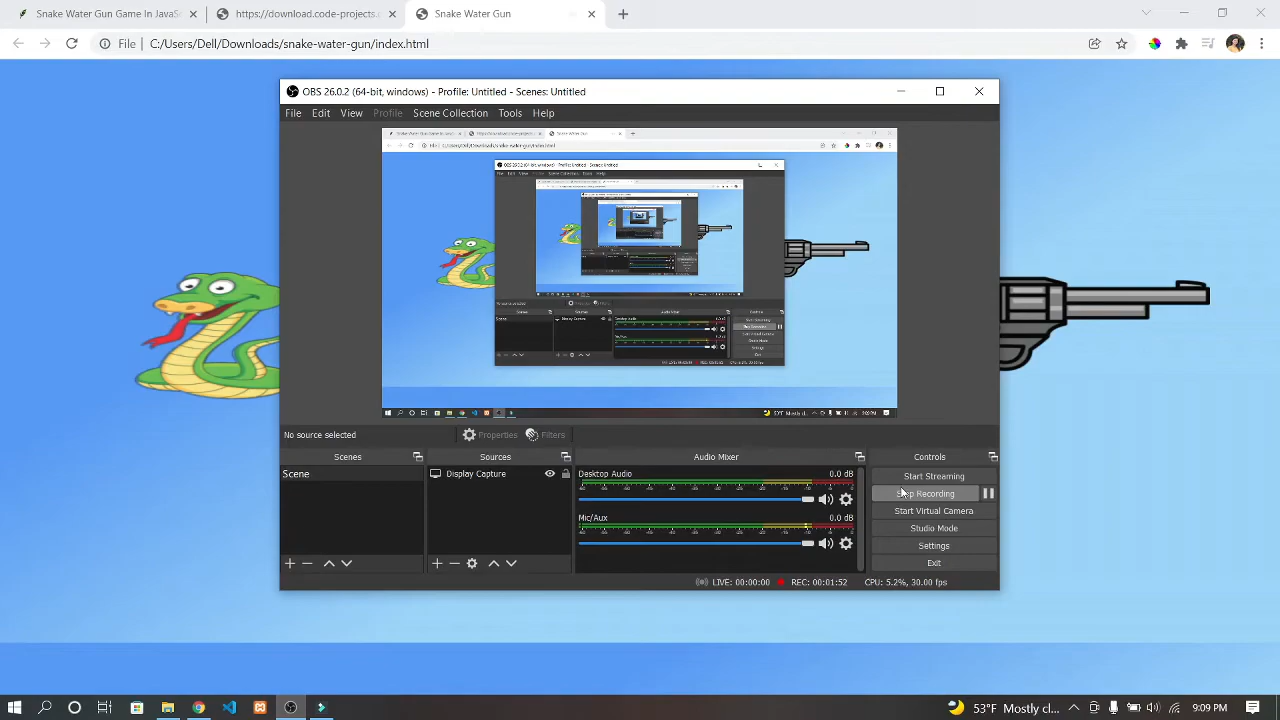 Snake Water Gun Game In JavaS
https://download.code-projects.
Snake Water Gun
File
C:/Users/Dell/Downloads/snake-water-gun/index.html
OBS 26.0.2 (64-bit, windows) - Profile: Untitled - Scenes: Untitled
File Edit View Profile Scene Collection Tools Help
No source selected
Properties
Filters
Scenes
Sources
Audio Mixer
Controls
Scene
Display Capture
Desktop Audio
0.0 dB
Mic/Aux
0.0 dB
Start Streaming
Stop Recording
Start Virtual Camera
Studio Mode
Settings
Exit
LIVE: 00:00:00
REC: 00:01:52
CPU: 5.2%, 30.00 fps
53°F Mostly cl...
9:09 PM